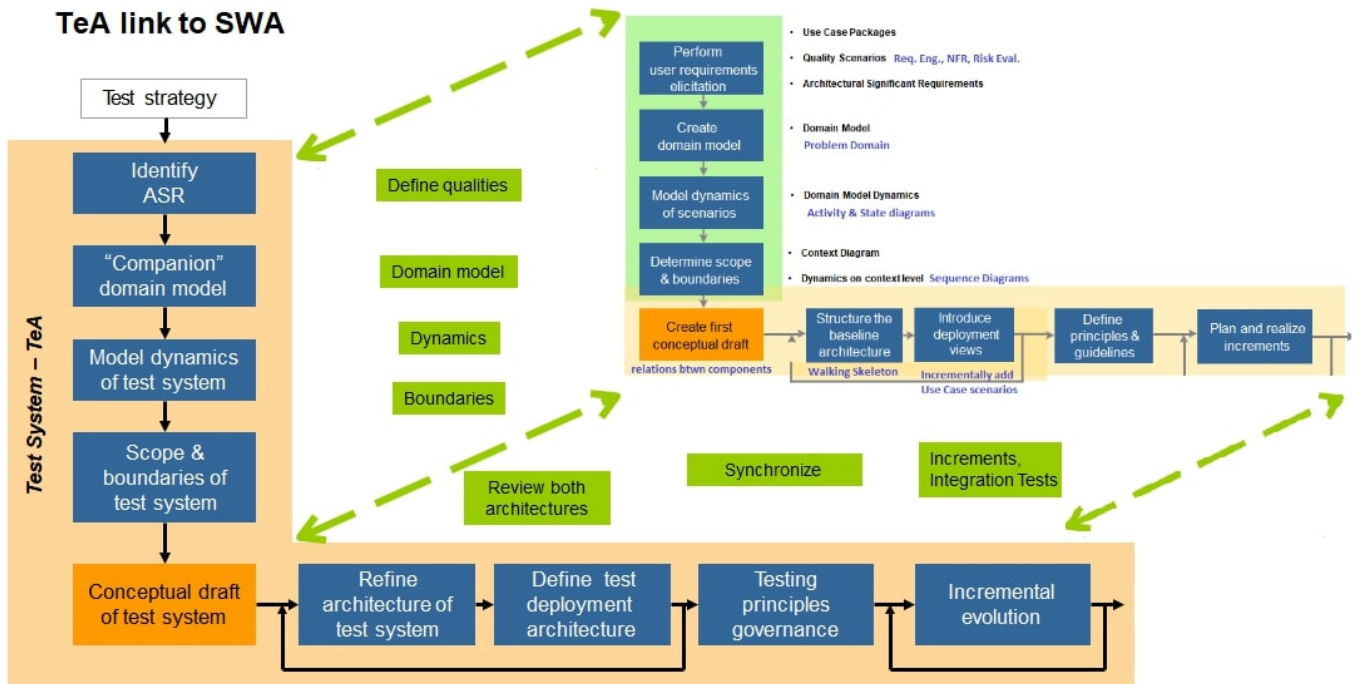 TeA link to SWA
Test strategy
Identify
ASR
“Companion”
domain model
Model dynamics
of test system
Scope &
boundaries of
test system
Conceptual draft
of test system
Test System – TeA
Refine
architecture of
test system
Define test
deployment
architecture
Testing
principles
governance
Incremental
evolution
Define qualities
Domain model
Dynamics
Boundaries
Review both
architectures
Synchronize
Increments,
Integration Tests
Perform
user requirements
elicitation
Create
domain model
Model dynamics
of scenarios
Determine scope
& boundaries
Create first
conceptual draft
relations btwn components
Structure the
baseline
architecture
Walking Skeleton
Introduce
deployment
views
Incrementally add
Use Case scenarios
Define
principles &
guidelines
Plan and realize
increments
• Use Case Packages
• Quality Scenarios Req. Eng., NFR, Risk Eval.
• Architectural Significant Requirements
• Domain Model
Problem Domain
• Domain Model Dynamics
Activity & State diagrams
• Context Diagram
• Dynamics on context level Sequence Diagrams